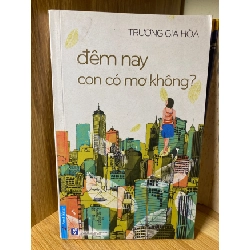 TRƯƠNG GIA HÒA
đêm nay
con có mơ không?